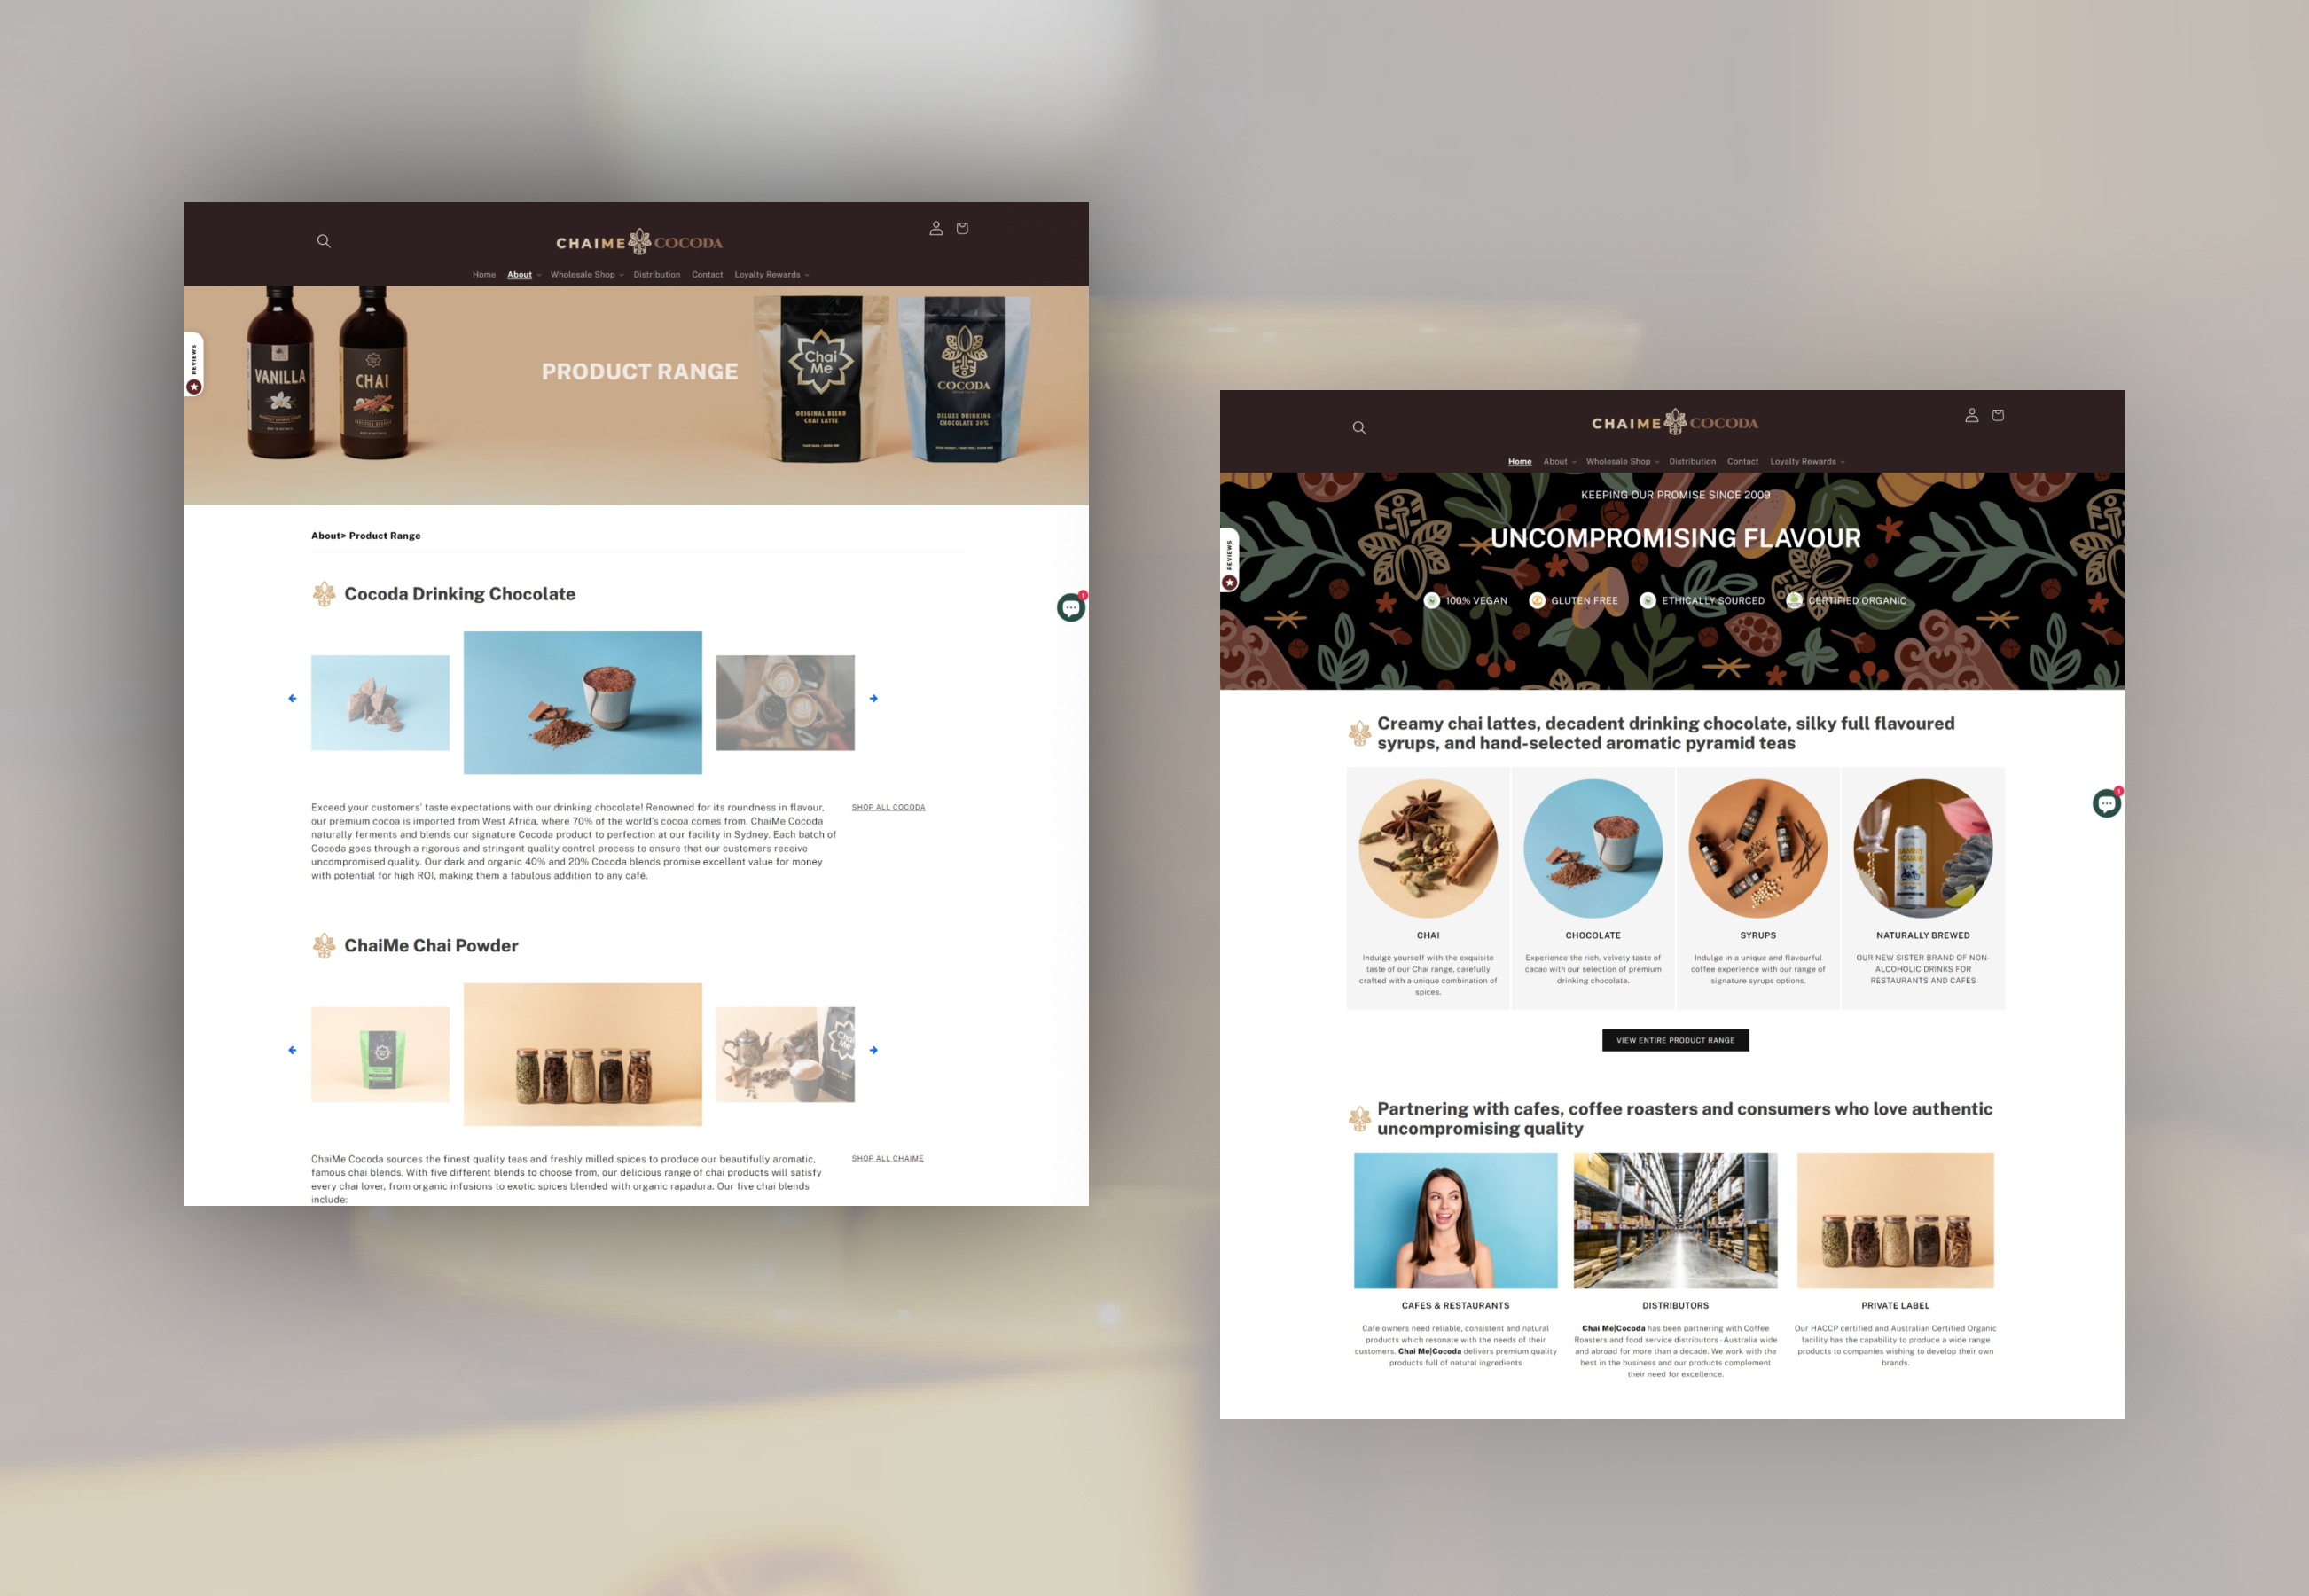 CHAIME COCODA
Home About Wholesale Shop Distribution Contact Loyalty Rewards
REVIEWS
VANILLA
CHAI
PRODUCT RANGE
Chai
Me
ORIGINAL BLEND
CHAI LATTE
COCODA
DELUXE DRINKING
CHOCOLATE 30%
About> Product Range
Cocoda Drinking Chocolate
Exceed your customers' taste expectations with our drinking chocolate! Renowned for its roundness in flavour,
our premium cocoa is imported from West Africa, where 70% of the world's cocoa comes from. ChaiMe Cocoda
naturally ferments and blends our signature Cocoda product to perfection at our facility in Sydney. Each batch of
Cocoda goes through a rigorous and stringent quality control process to ensure that our customers receive
uncompromised quality. Our dark and organic 40% and 20% Cocoda blends promise excellent value for money
with potential for high ROI, making them a fabulous addition to any café.
SHOP ALL COCODA
1
ChaiMe Chai Powder
Chai
Me
ChaiMe Cocoda sources the finest quality teas and freshly milled spices to produce our beautifully aromatic,
famous chai blends. With five different blends to choose from, our delicious range of chai products will satisfy
every chai lover, from organic infusions to exotic spices blended with organic rapadura. Our five chai blends
include:
SHOP ALL CHAIME
CHAIME COCODA
Home About Wholesale Shop Distribution Contact Loyalty Rewards
KEEPING OUR PROMISE SINCE 2009
UNCOMPROMISING FLAVOUR
REVIEWS
100% VEGAN GLUTEN FREE ETHICALLY SOURCED CERTIFIED ORGANIC
Creamy chai lattes, decadent drinking chocolate, silky full flavoured
syrups, and hand-selected aromatic pyramid teas
1
CHAI
Indulge yourself with the exquisite
taste of our Chai range, carefully
crafted with a unique combination of
spices.
CHOCOLATE
Experience the rich, velvety taste of
cacao with our selection of premium
drinking chocolate.
SYRUPS
Indulge in a unique and flavourful
coffee experience with our range of
signature syrups options.
NATURALLY BREWED
OUR NEW SISTER BRAND OF NON-
ALCOHOLIC DRINKS FOR
RESTAURANTS AND CAFES
VIEW ENTIRE PRODUCT RANGE
Partnering with cafes, coffee roasters and consumers who love authentic
uncompromising quality
CAFES & RESTAURANTS
Cafe owners need reliable, consistent and natural
products which resonate with the needs of their
customers. Chai Me|Cocoda delivers premium quality
products full of natural ingredients
DISTRIBUTORS
Chai Me|Cocoda has been partnering with Coffee
Roasters and food service distributors - Australia wide
and abroad for more than a decade. We work with the
best in the business and our products complement
their need for excellence.
PRIVATE LABEL
Our HACCP certified and Australian Certified Organic
facility has the capability to produce a wide range
products to companies wishing to develop their own
brands.